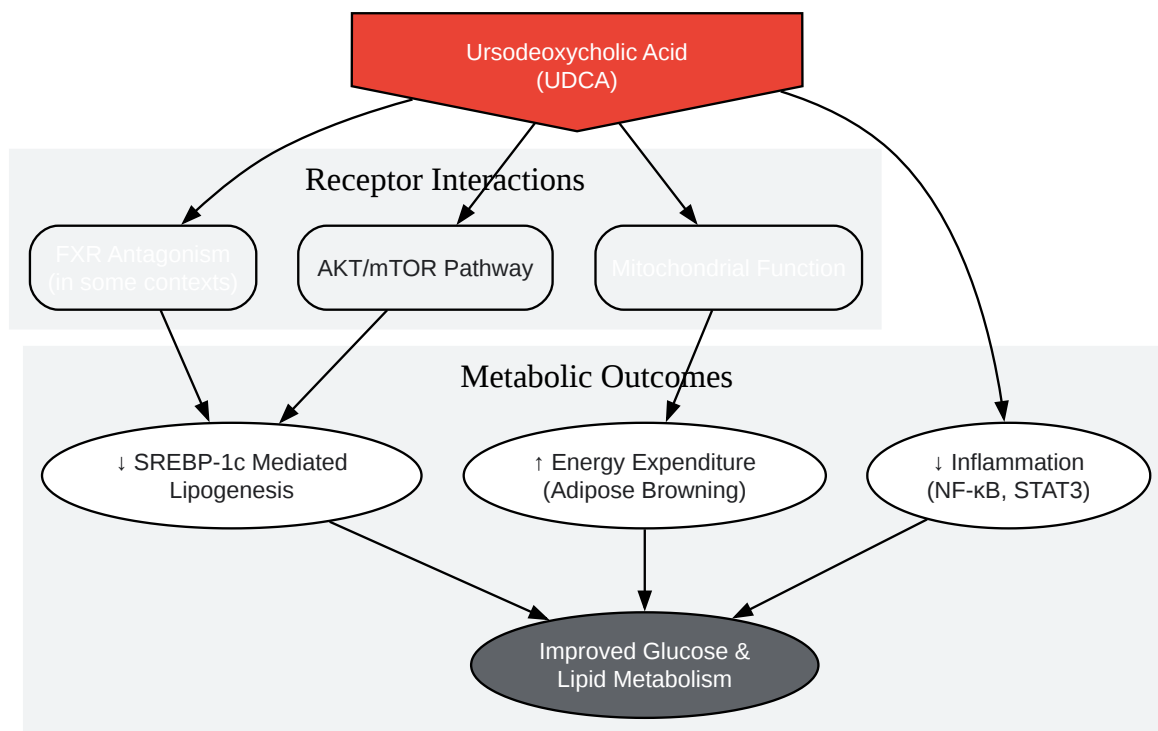 Ursodeoxycholic Acid
(UDCA)
Receptor Interactions
FXR Antagonism
(in some contexts)
AKT/mTOR Pathway
Mitochondrial Function
Metabolic Outcomes
↓ SREBP-1c Mediated
Lipogenesis
↑ Energy Expenditure
(Adipose Browning)
↓ Inflammation
(NF-κB, STAT3)
Improved Glucose &
Lipid Metabolism